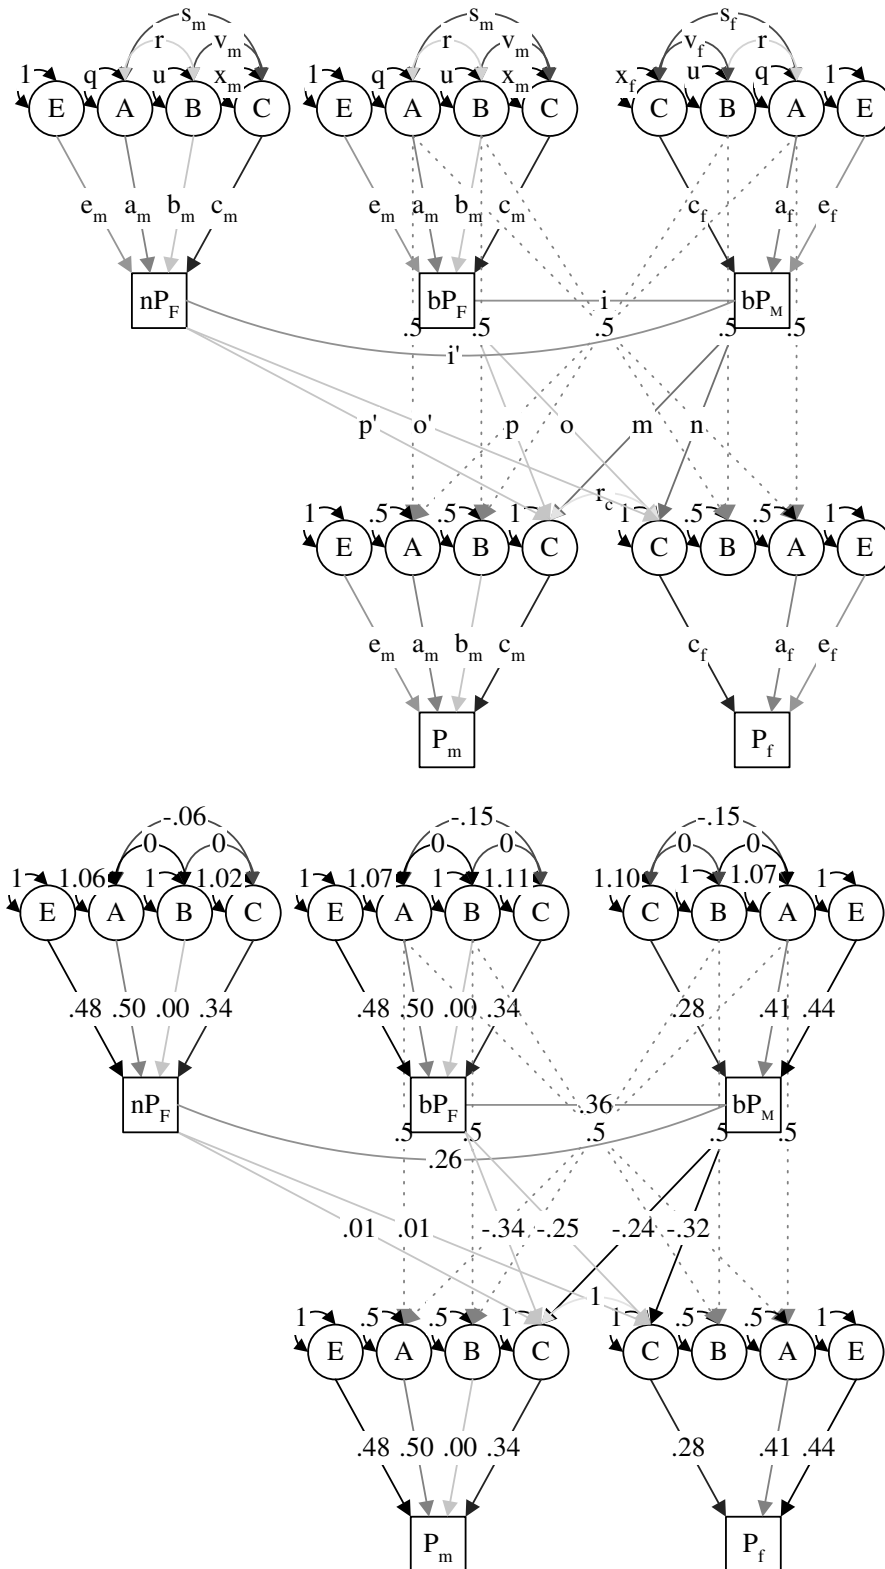 s_m s_m s_f
r v_m r v_m v_f r
1 q u x_m 1 q u x_m x_f u q 1
E A B C E A B C C B A E
e_m a_m b_m c_m e_m a_m b_m c_m c_f a_f e_f
nP_F bP_F i bP_M
.5 .5 .5 .5 .5
i'
p' o' p o m n
r_c
1 .5 .5 1 1 .5 .5 1
E A B C C B A E
e_m a_m b_m c_m c_f a_f e_f
P_m P_f
-.06 -.15 -.15
0 0 0 0 0 0
1 1.06 1 1.02 1 1.07 1 1.11 1.10 1 1.07 1
E A B C E A B C C B A E
.48 .50 .00 .34 .48 .50 .00 .34 .28 .41 .44
nP_F bP_F .36 bP_M
.5 .5 .5 .5 .5
.26
.01 .01 -.34 -.25 -.24 -.32
1
1 .5 .5 1 1 .5 .5 1
E A B C C B A E
.48 .50 .00 .34 .28 .41 .44
P_m P_f